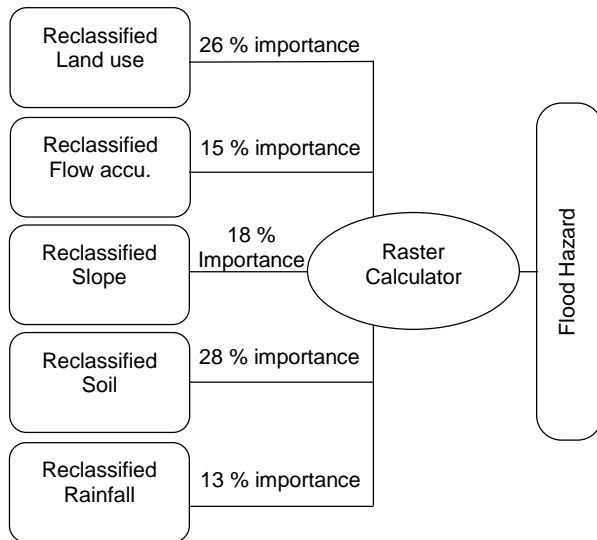 Reclassified
Land use
26 % importance
Reclassified
Flow accu.
15 % importance
Reclassified
Slope
18 %
Importance
Raster
Calculator
Flood Hazard
Reclassified
Soil
28 % importance
Reclassified
Rainfall
13 % importance